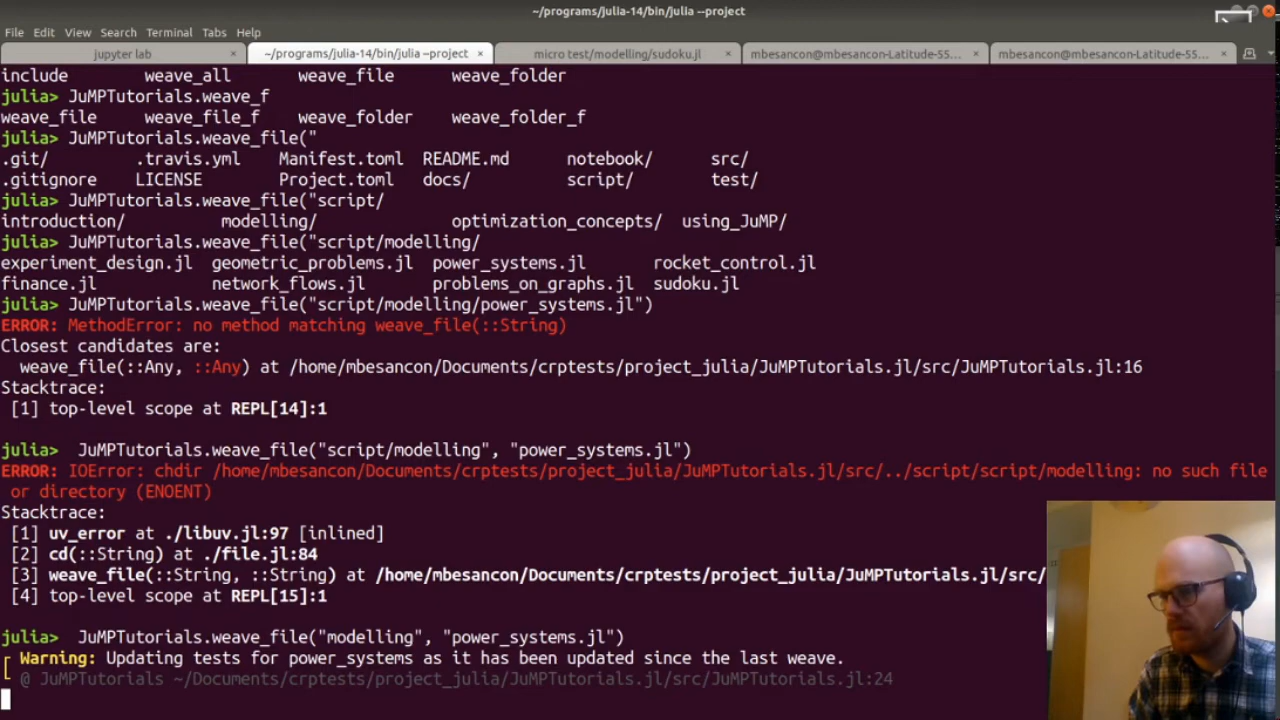 ~/programs/julia-14/bin/julia --project
File Edit View Search Terminal Tabs Help
jupyter lab × ~/programs/julia-14/bin/julia --project × micro test/modelling/sudoku.jl × mbesancon@mbesancon-Latitude-55... × mbesancon@mbesancon-Latitude-55... ×
include weave_all weave_file weave_folder
julia> JuMPTutorials.weave_f
weave_file weave_file_f weave_folder weave_folder_f
julia> JuMPTutorials.weave_file("
.git/ .travis.yml Manifest.toml README.md notebook/ src/
.gitignore LICENSE Project.toml docs/ script/ test/
julia> JuMPTutorials.weave_file("script/
introduction/ modelling/ optimization_concepts/ using_JuMP/
julia> JuMPTutorials.weave_file("script/modelling/
experiment_design.jl geometric_problems.jl power_systems.jl rocket_control.jl
finance.jl network_flows.jl problems_on_graphs.jl sudoku.jl
julia> JuMPTutorials.weave_file("script/modelling/power_systems.jl")
ERROR: MethodError: no method matching weave_file(::String)
Closest candidates are:
weave_file(::Any, ::Any) at /home/mbesancon/Documents/crptests/project_julia/JuMPTutorials.jl/src/JuMPTutorials.jl:16
Stacktrace:
[1] top-level scope at REPL[14]:1
julia> JuMPTutorials.weave_file("script/modelling", "power_systems.jl")
ERROR: IOError: chdir /home/mbesancon/Documents/crptests/project_julia/JuMPTutorials.jl/src/../script/script/modelling: no such file
or directory (ENOENT)
Stacktrace:
[1] uv_error at ./libuv.jl:97 [inlined]
[2] cd(::String) at ./file.jl:84
[3] weave_file(::String, ::String) at /home/mbesancon/Documents/crptests/project_julia/JuMPTutorials.jl/src/
[4] top-level scope at REPL[15]:1
julia> JuMPTutorials.weave_file("modelling", "power_systems.jl")
Warning: Updating tests for power_systems as it has been updated since the last weave.
@ JuMPTutorials ~/Documents/crptests/project_julia/JuMPTutorials.jl/src/JuMPTutorials.jl:24